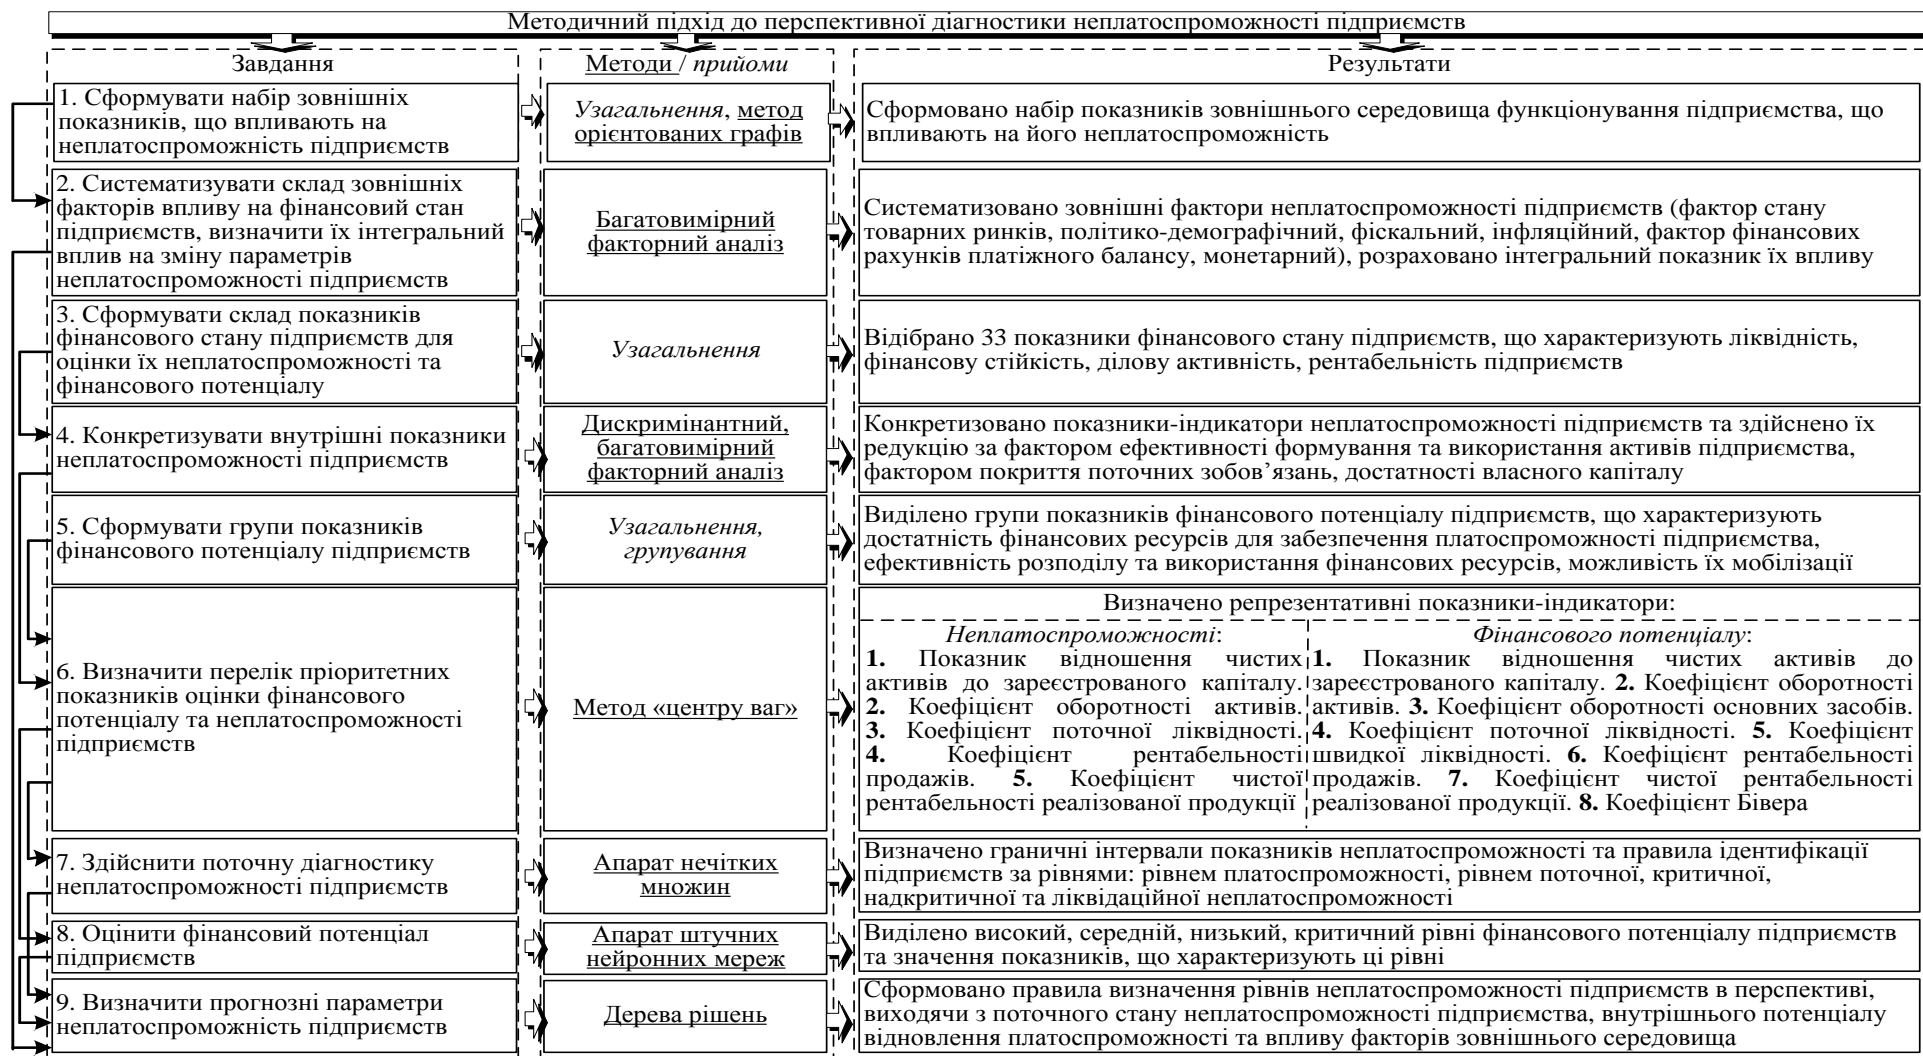 Методичний підхід до перспективної діагностики неплатоспроможності підприємств
Завдання
Методи / прийоми
Результати
1. Сформувати набір зовнішніх
показників, що впливають на
неплатоспроможність підприємств
Узагальнення, метод
орієнтованих графів
Сформовано набір показників зовнішнього середовища функціонування підприємства, що
впливають на його неплатоспроможність
2. Систематизувати склад зовнішніх
факторів впливу на фінансовий стан
підприємств, визначити їх інтегральний
вплив на зміну параметрів
неплатоспроможності підприємств
Багатовимірний
факторний аналіз
Систематизовано зовнішні фактори неплатоспроможності підприємств (фактор стану
товарних ринків, політико-демографічний, фіскальний, інфляційний, фактор фінансових
рахунків платіжного балансу, монетарний), розраховано інтегральний показник їх впливу
3. Сформувати склад показників
фінансового стану підприємств для
оцінки їх неплатоспроможності та
фінансового потенціалу
Узагальнення
Відібрано 33 показники фінансового стану підприємств, що характеризують ліквідність,
фінансову стійкість, ділову активність, рентабельність підприємств
4. Конкретизувати внутрішні показники
неплатоспроможності підприємств
Дискримінантний,
багатовимірний
факторний аналіз
Конкретизовано показники-індикатори неплатоспроможності підприємств та здійснено їх
редукцію за фактором ефективності формування та використання активів підприємства,
фактором покриття поточних зобов’язань, достатності власного капіталу
5. Сформувати групи показників
фінансового потенціалу підприємств
Узагальнення,
групування
Виділено групи показників фінансового потенціалу підприємств, що характеризують
достатність фінансових ресурсів для забезпечення платоспроможності підприємства,
ефективність розподілу та використання фінансових ресурсів, можливість їх мобілізації
6. Визначити перелік пріоритетних
показників оцінки фінансового
потенціалу та неплатоспроможності
підприємств
Метод «центру ваг»
Визначено репрезентативні показники-індикатори:
Неплатоспроможності:
1. Показник відношення чистих
активів до зареєстрованого капіталу.
2. Коефіцієнт оборотності активів.
3. Коефіцієнт поточної ліквідності.
4. Коефіцієнт рентабельності
продажів. 5. Коефіцієнт чистої
рентабельності реалізованої продукції
Фінансового потенціалу:
1. Показник відношення чистих активів до
зареєстрованого капіталу. 2. Коефіцієнт оборотності
активів. 3. Коефіцієнт оборотності основних засобів.
4. Коефіцієнт поточної ліквідності. 5. Коефіцієнт
швидкої ліквідності. 6. Коефіцієнт рентабельності
продажів. 7. Коефіцієнт чистої рентабельності
реалізованої продукції. 8. Коефіцієнт Бівера
7. Здійснити поточну діагностику
неплатоспроможності підприємств
Апарат нечітких
множин
Визначено граничні інтервали показників неплатоспроможності та правила ідентифікації
підприємств за рівнями: рівнем платоспроможності, рівнем поточної, критичної,
надкритичної та ліквідаційної неплатоспроможності
8. Оцінити фінансовий потенціал
підприємств
Апарат штучних
нейронних мереж
Виділено високий, середній, низький, критичний рівні фінансового потенціалу підприємств
та значення показників, що характеризують ці рівні
9. Визначити прогнозні параметри
неплатоспроможність підприємств
Дерева рішень
Сформовано правила визначення рівнів неплатоспроможності підприємств в перспективі,
виходячи з поточного стану неплатоспроможності підприємства, внутрішнього потенціалу
відновлення платоспроможності та впливу факторів зовнішнього середовища